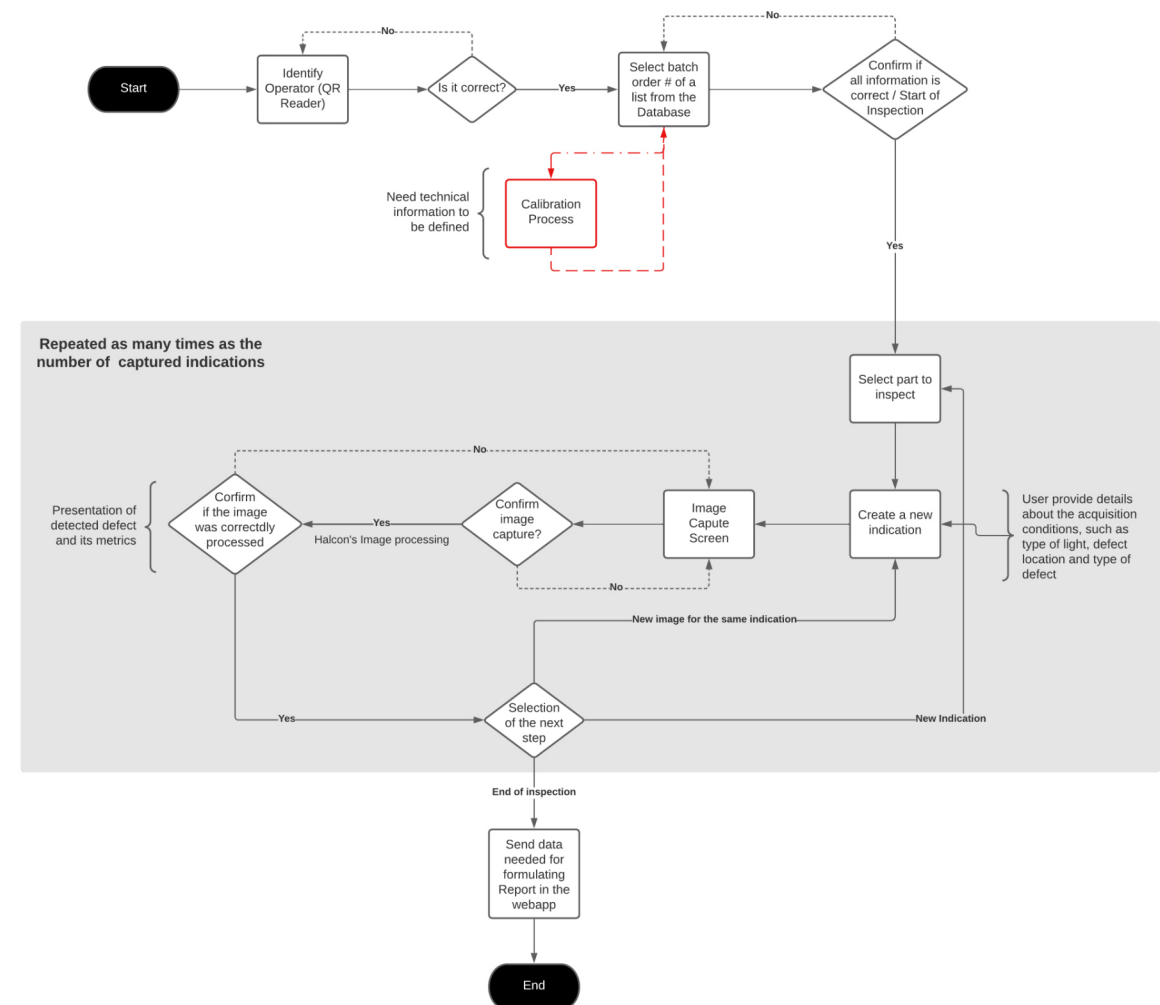 No
No
Start
Identify
Operator (QR
Reader)
Is it correct?
Yes
Select batch
order # of a
list from the
Database
Confirm if
all information is
correct / Start of
Inspection
Need technical
information to
be defined
Calibration
Process
Yes
Repeated as many times as the
number of captured indications
Select part to
inspect
No
Presentation of
detected defect
and its metrics
Corfirm
if the image
was correctdly
processed
Yes
Halcon's Image processing
Confirm
image
capture?
Image
Capute
Screen
Create a new
indication
User provide details
about the acquisition
conditions, such as
type of light, defect
location and type of
defect
No
New image for the same indication
Yes
Selection
of the next
step
New Indication
End of inspection
Send data
needed for
formulating
Report in the
webapp
End